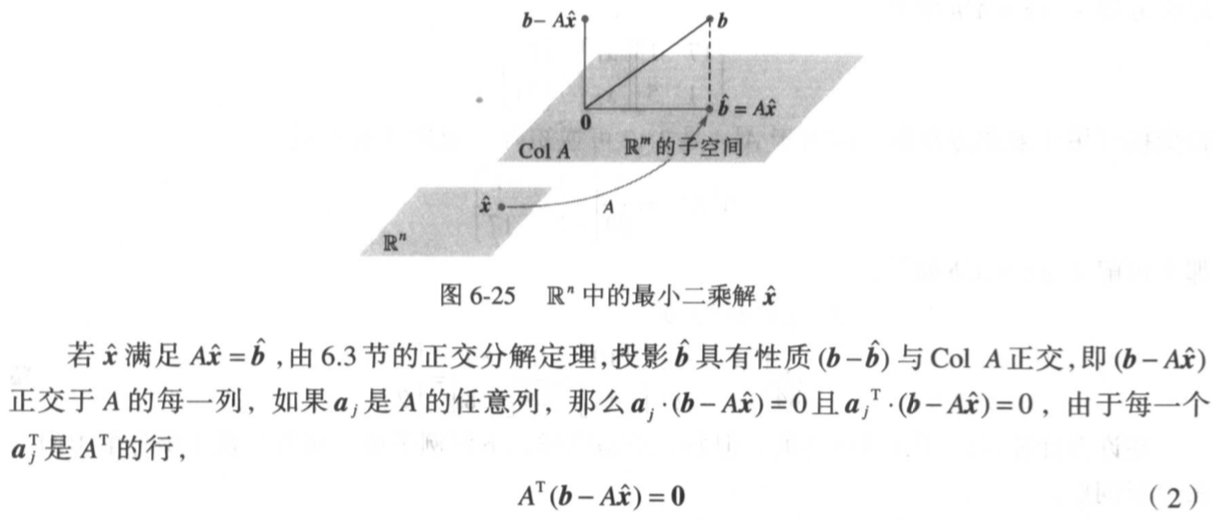 b − Ax̂
b
0
b̂ = Ax̂
Col A
ℝᵐ 的子空间
x̂
A
ℝⁿ
图 6-25 ℝⁿ 中的最小二乘解 x̂
若 x̂ 满足 Ax̂ = b̂ ,由 6.3 节的正交分解定理,投影 b̂ 具有性质 (b − b̂) 与 Col A 正交,即 (b − Ax̂)
正交于 A 的每一列, 如果 aⱼ 是 A 的任意列, 那么 aⱼ · (b − Ax̂) = 0 且 aⱼᵀ · (b − Ax̂) = 0 , 由于每一个
aⱼᵀ 是 Aᵀ 的行,
Aᵀ(b − Ax̂) = 0 (2)